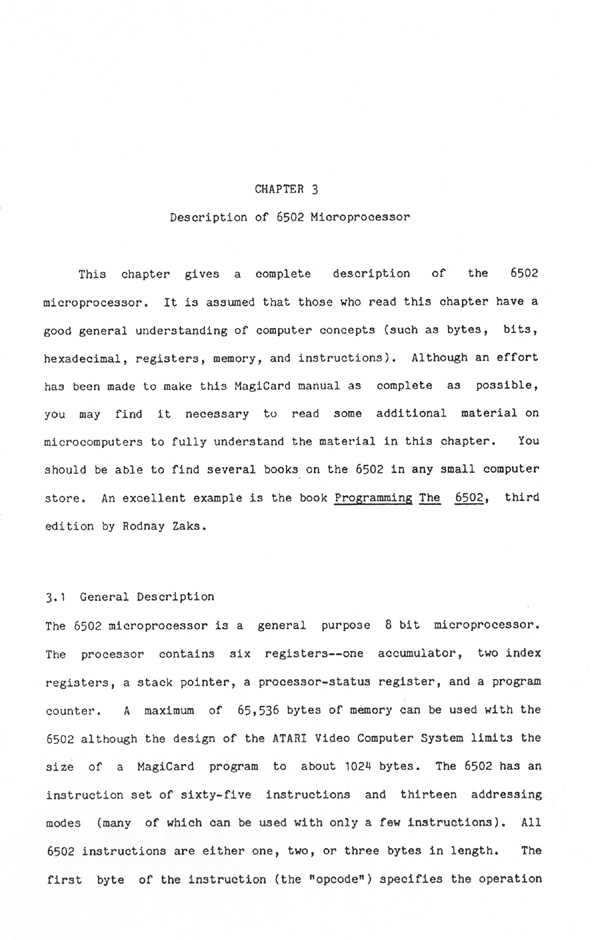 CHAPTER 3
Description of 6502 Microprocessor
This chapter gives a complete description of the 6502
microprocessor. It is assumed that those who read this chapter have a
good general understanding of computer concepts (such as bytes, bits,
hexadecimal, registers, memory, and instructions). Although an effort
has been made to make this MagiCard manual as complete as possible,
you may find it necessary to read some additional material on
microcomputers to fully understand the material in this chapter. You
should be able to find several books on the 6502 in any small computer
store. An excellent example is the book Programming The 6502, third
edition by Rodnay Zaks.
3.1 General Description
The 6502 microprocessor is a general purpose 8 bit microprocessor.
The processor contains six registers--one accumulator, two index
registers, a stack pointer, a processor-status register, and a program
counter. A maximum of 65,536 bytes of memory can be used with the
6502 although the design of the ATARI Video Computer System limits the
size of a MagiCard program to about 1024 bytes. The 6502 has an
instruction set of sixty-five instructions and thirteen addressing
modes (many of which can be used with only a few instructions). All
6502 instructions are either one, two, or three bytes in length. The
first byte of the instruction (the "opcode") specifies the operation